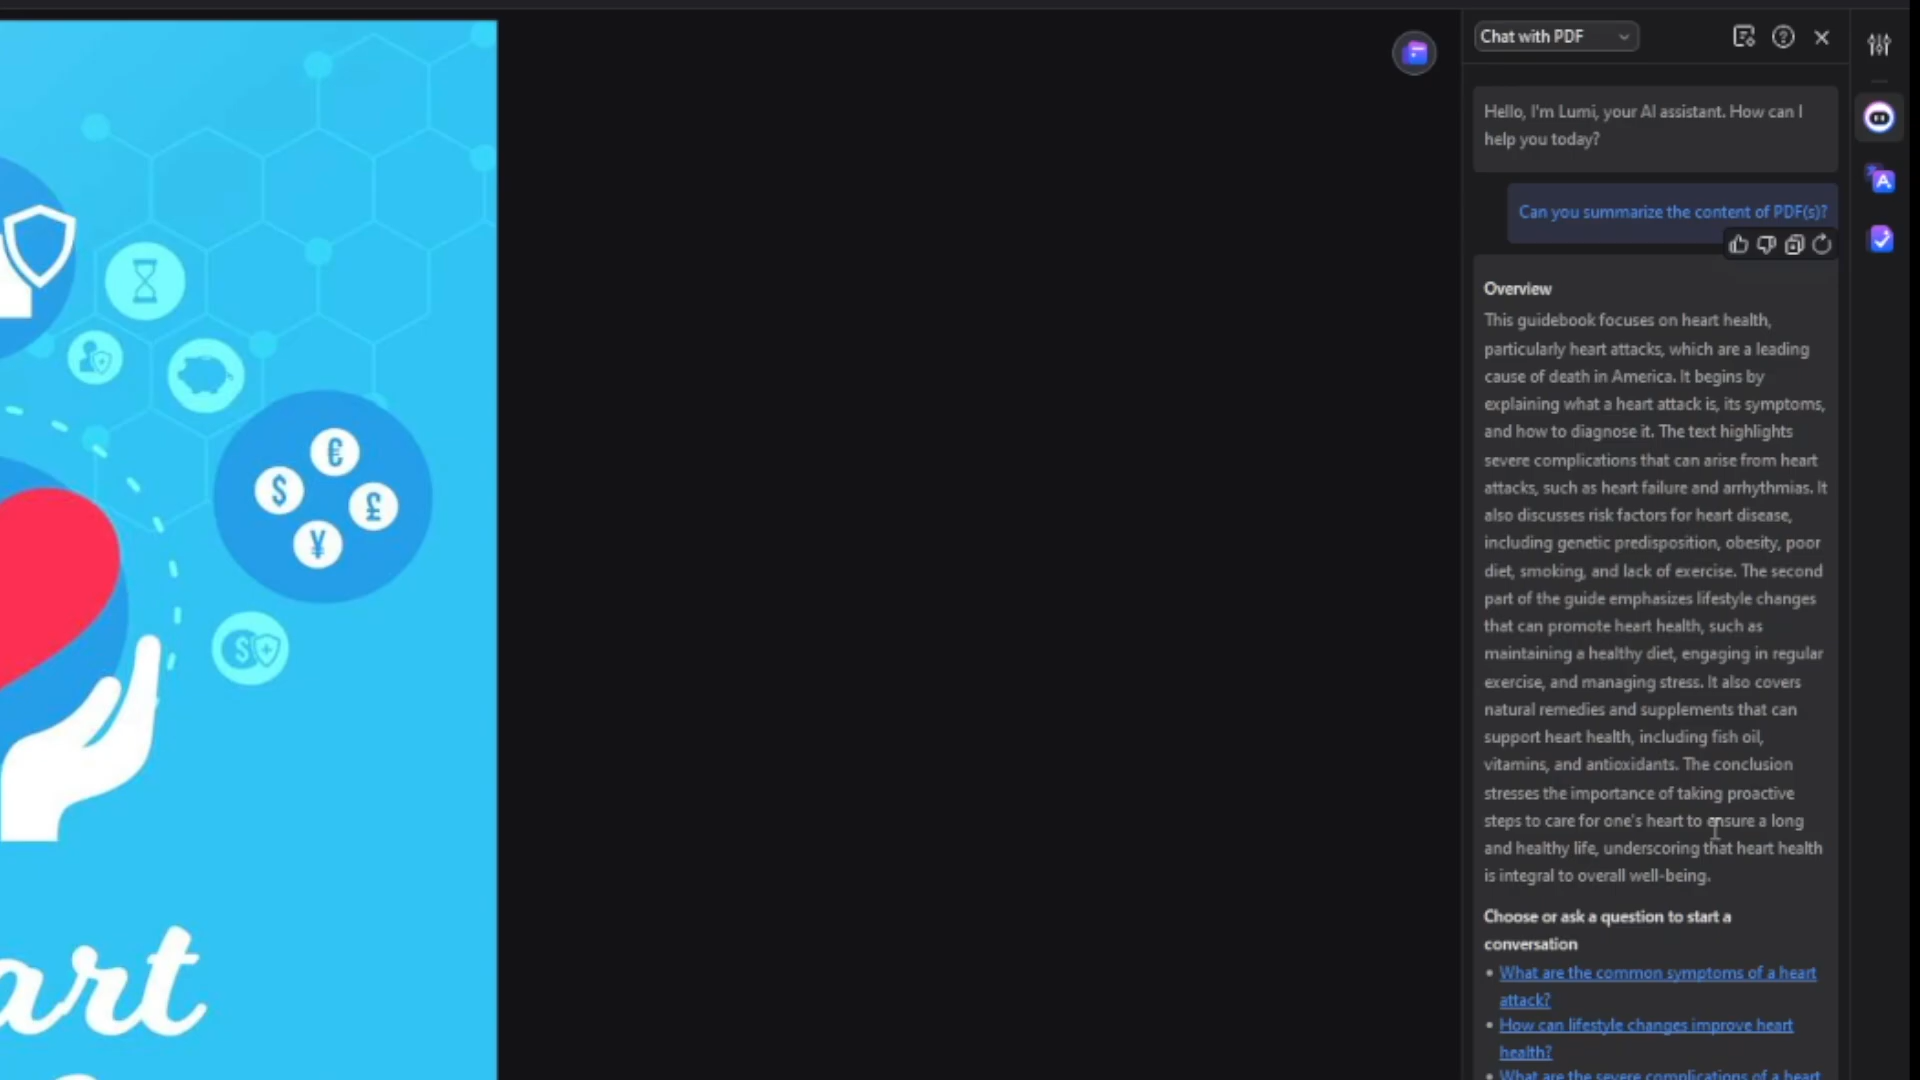 Chat with PDF
Hello, I'm Lumi, your AI assistant. How can I
help you today?
Can you summarize the content of PDF(s)?
Overview
This guidebook focuses on heart health,
particularly heart attacks, which are a leading
cause of death in America. It begins by
explaining what a heart attack is, its symptoms,
and how to diagnose it. The text highlights
severe complications that can arise from heart
attacks, such as heart failure and arrhythmias. It
also discusses risk factors for heart disease,
including genetic predisposition, obesity, poor
diet, smoking, and lack of exercise. The second
part of the guide emphasizes lifestyle changes
that can promote heart health, such as
maintaining a healthy diet, engaging in regular
exercise, and managing stress. It also covers
natural remedies and supplements that can
support heart health, including fish oil,
vitamins, and antioxidants. The conclusion
stresses the importance of taking proactive
steps to care for one's heart to ensure a long
and healthy life, underscoring that heart health
is integral to overall well-being.
Choose or ask a question to start a
conversation
• What are the common symptoms of a heart
attack?
• How can lifestyle changes improve heart
health?
• What are the severe complications of a heart
€
$
£
¥
$
art